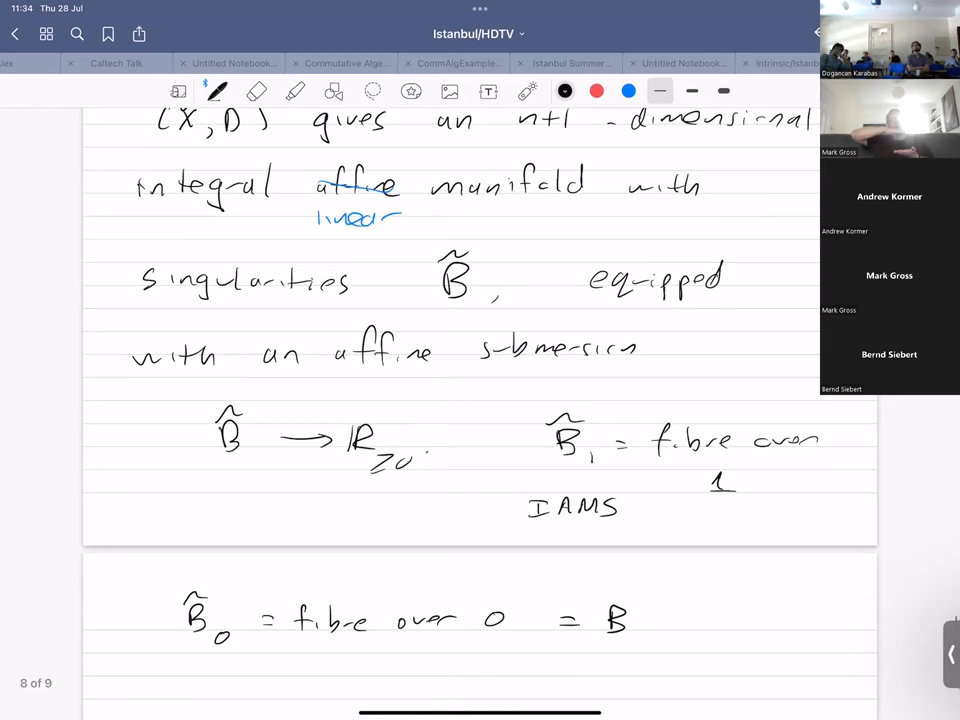 11:34 Thu 28 Jul
Istanbul/HDTV
lex
Caltech Talk
Untitled Notebook...
Commutative Alge...
CommAlgExample...
Istanbul Summer...
Untitled Notebook...
Intrinsic/Istanb
(X, D) gives an n+1 - dimensional
integral affine manifold with
linear
singularities B̃, equipped
with an affine submersion
B̃ → ℝ≥0. B̃₁ = fibre over
1
IAMS
B̃₀ = fibre over 0 = B
8 of 9
Dogancan Karabas
Mark Gross
Andrew Kormer
Andrew Kormer
Mark Gross
Mark Gross
Bernd Siebert
Bernd Siebert